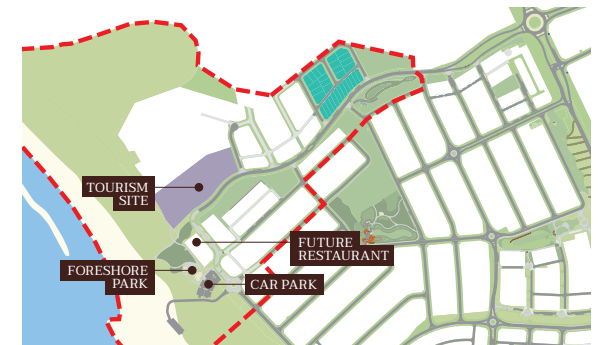 TOURISM
SITE
FUTURE
RESTAURANT
FORESHORE
PARK
CAR PARK